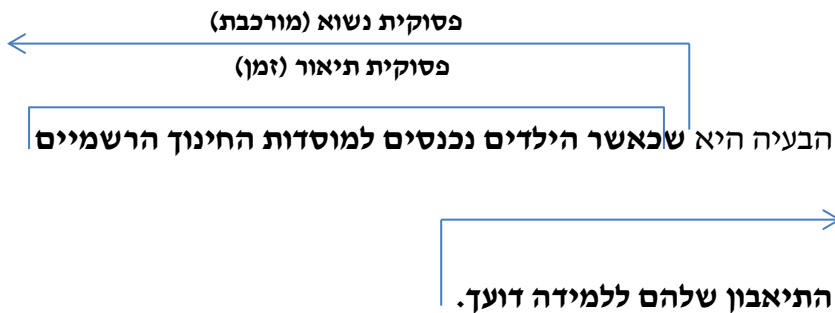 פסוקית נשוא (מורכבת)
פסוקית תיאור (זמן)
הבעיה היא שכאשר הילדים נכנסים למוסדות החינוך הרשמיים
התיאבון שלהם ללמידה דועך.